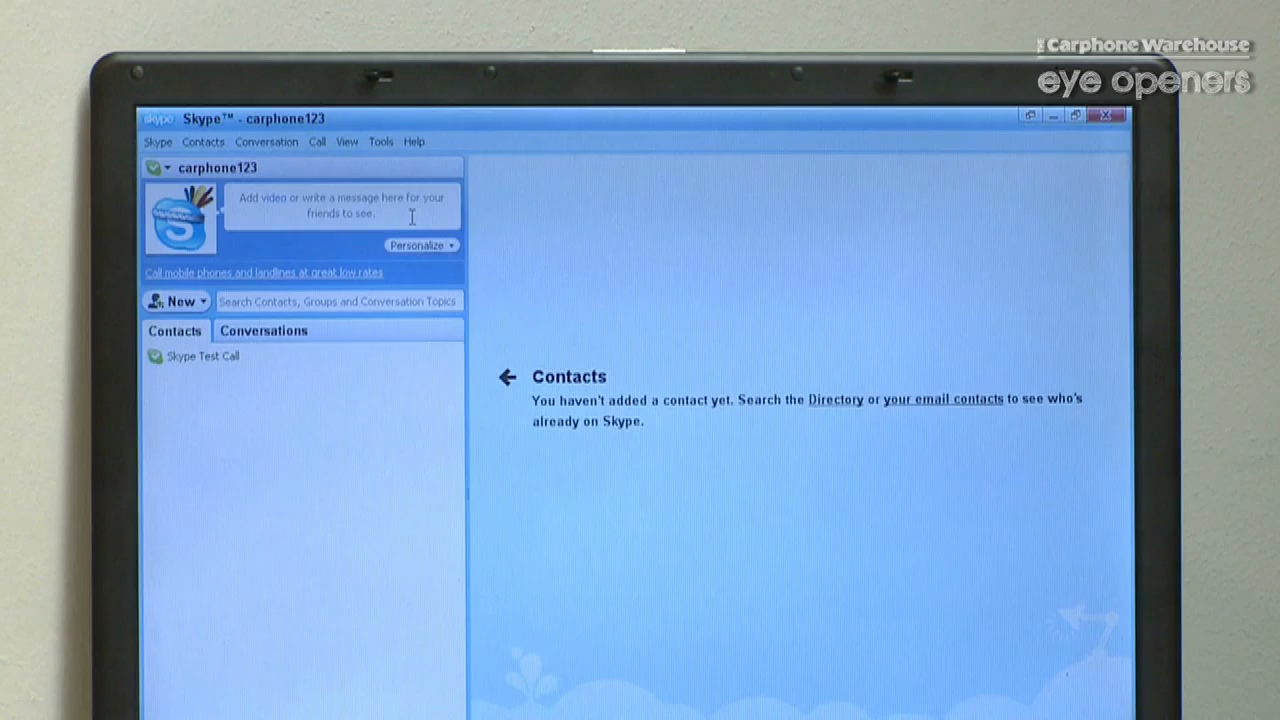 The Carphone Warehouse
eye openers
skype Skype™ - carphone123
Skype Contacts Conversation Call View Tools Help
carphone123
Add video or write a message here for your
friends to see.
Personalize
Call mobile phones and landlines at great low rates
New Search Contacts, Groups and Conversation Topics
Contacts Conversations
Skype Test Call
Contacts
You haven't added a contact yet. Search the Directory or your email contacts to see who's
already on Skype.